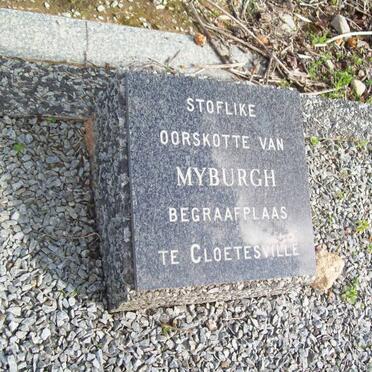 STOFLIKE
OORSKOTTE VAN
MYBURGH
BEGRAAFPLAAS
TE CLOETESVILLE